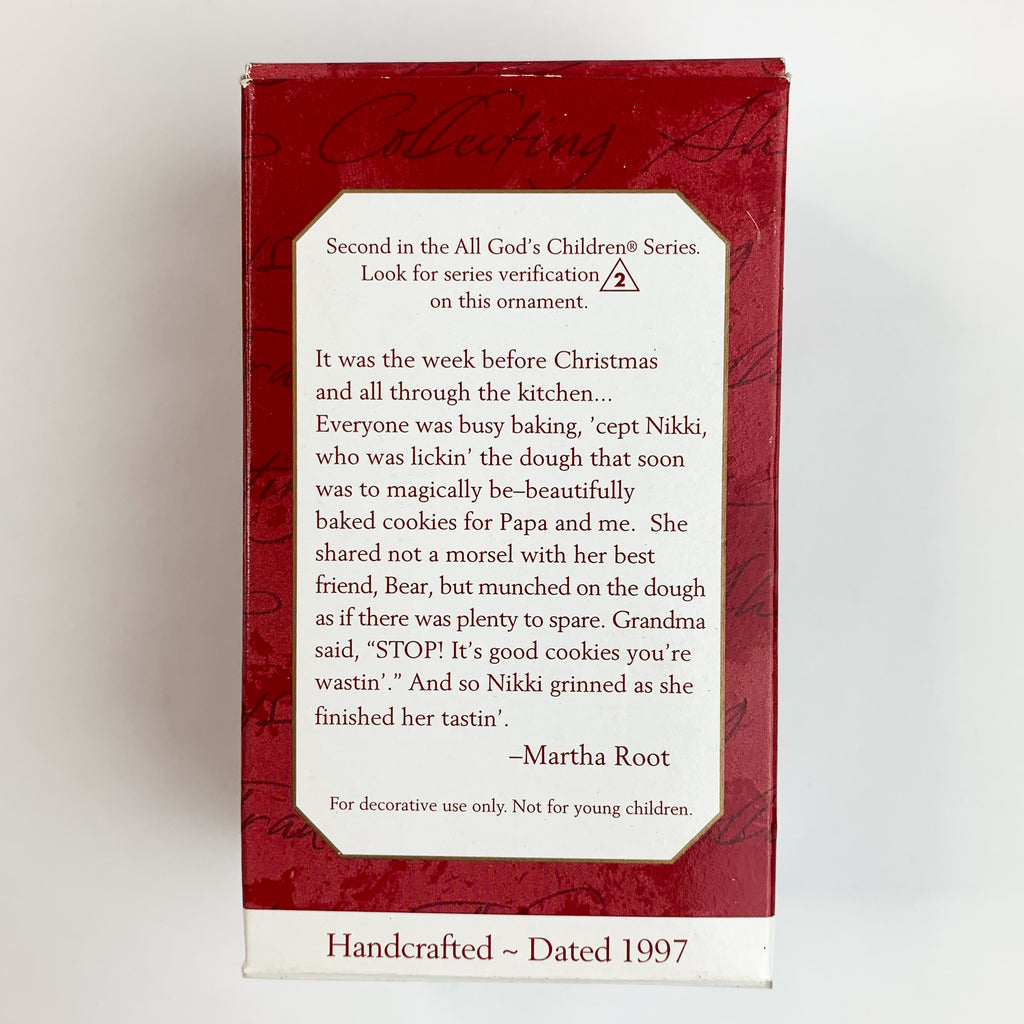 Collecting
Second in the All God's Children® Series.
Look for series verification 2
on this ornament.
It was the week before Christmas
and all through the kitchen...
Everyone was busy baking, 'cept Nikki,
who was lickin' the dough that soon
was to magically be–beautifully
baked cookies for Papa and me. She
shared not a morsel with her best
friend, Bear, but munched on the dough
as if there was plenty to spare. Grandma
said, “STOP! It's good cookies you're
wastin'.” And so Nikki grinned as she
finished her tastin'.
–Martha Root
For decorative use only. Not for young children.
Handcrafted ~ Dated 1997